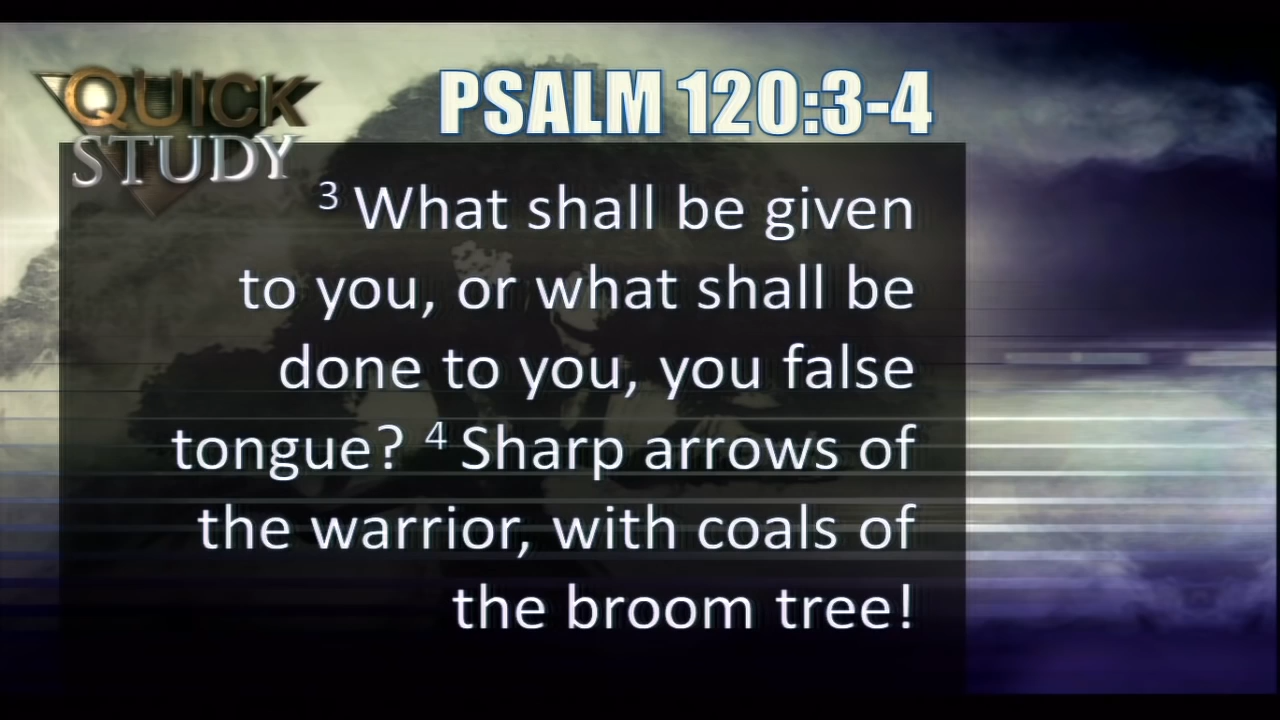 QUICK
STUDY
PSALM 120:3-4
3 What shall be given
to you, or what shall be
done to you, you false
tongue? 4 Sharp arrows of
the warrior, with coals of
the broom tree!